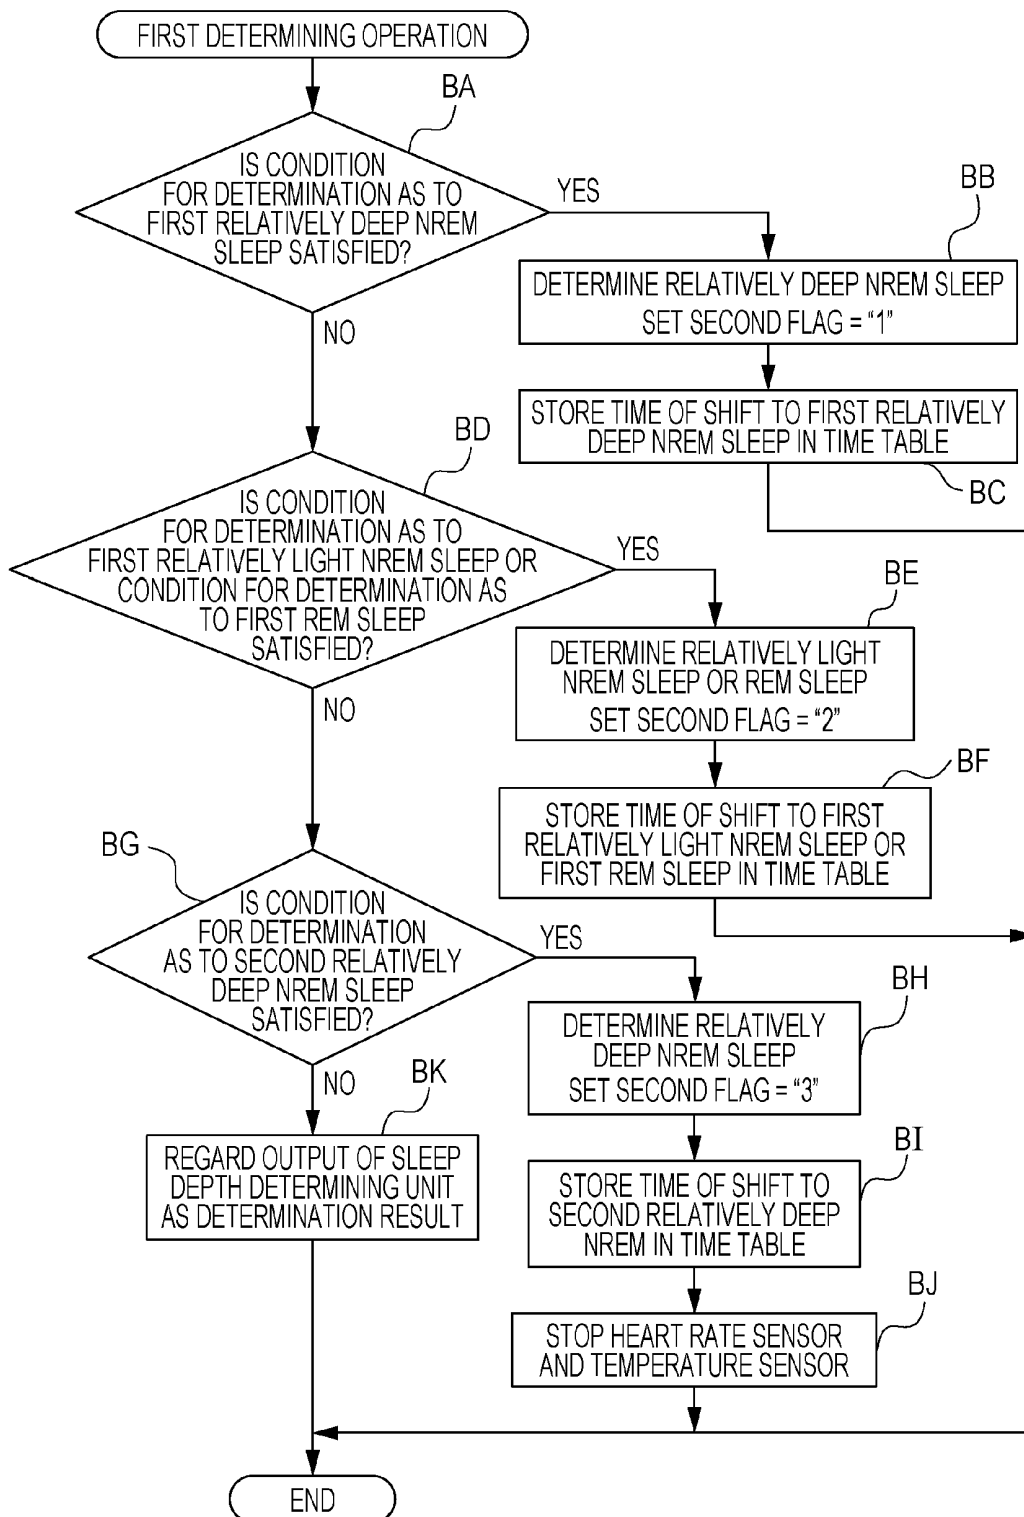 FIRST DETERMINING OPERATION
BA
IS CONDITION
FOR DETERMINATION AS TO
FIRST RELATIVELY DEEP NREM
SLEEP SATISFIED?
YES
NO
BB
DETERMINE RELATIVELY DEEP NREM SLEEP
SET SECOND FLAG = “1”
STORE TIME OF SHIFT TO FIRST RELATIVELY
DEEP NREM SLEEP IN TIME TABLE
BC
BD
IS CONDITION
FOR DETERMINATION AS TO
FIRST RELATIVELY LIGHT NREM SLEEP OR
CONDITION FOR DETERMINATION AS
TO FIRST REM SLEEP
SATISFIED?
YES
NO
BE
DETERMINE RELATIVELY LIGHT
NREM SLEEP OR REM SLEEP
SET SECOND FLAG = “2”
BF
STORE TIME OF SHIFT TO FIRST
RELATIVELY LIGHT NREM SLEEP OR
FIRST REM SLEEP IN TIME TABLE
BG
IS CONDITION
FOR DETERMINATION
AS TO SECOND RELATIVELY
DEEP NREM SLEEP
SATISFIED?
YES
NO
BH
DETERMINE RELATIVELY
DEEP NREM SLEEP
SET SECOND FLAG = “3”
BI
STORE TIME OF SHIFT TO
SECOND RELATIVELY DEEP
NREM IN TIME TABLE
BJ
STOP HEART RATE SENSOR
AND TEMPERATURE SENSOR
BK
REGARD OUTPUT OF SLEEP
DEPTH DETERMINING UNIT
AS DETERMINATION RESULT
END